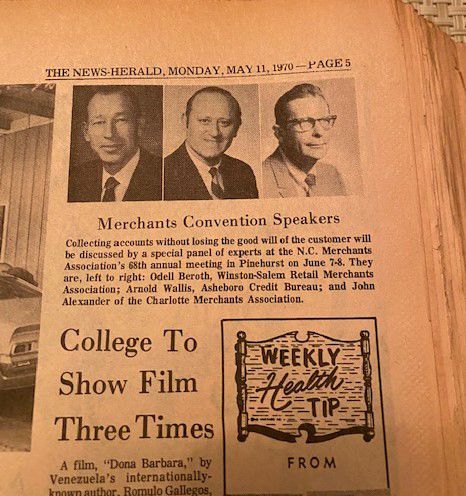 THE NEWS-HERALD, MONDAY, MAY 11, 1970 — PAGE 5
Merchants Convention Speakers
Collecting accounts without losing the good will of the customer will
be discussed by a special panel of experts at the N.C. Merchants
Association's 68th annual meeting in Pinehurst on June 7-8. They
are, left to right: Odell Beroth, Winston-Salem Retail Merchants
Association; Arnold Wallis, Asheboro Credit Bureau; and John
Alexander of the Charlotte Merchants Association.
College To
Show Film
Three Times
A film, "Dona Barbara," by
Venezuela's internationally-
known author, Romulo Gallegos,
WEEKLY
Health
TIP
FROM